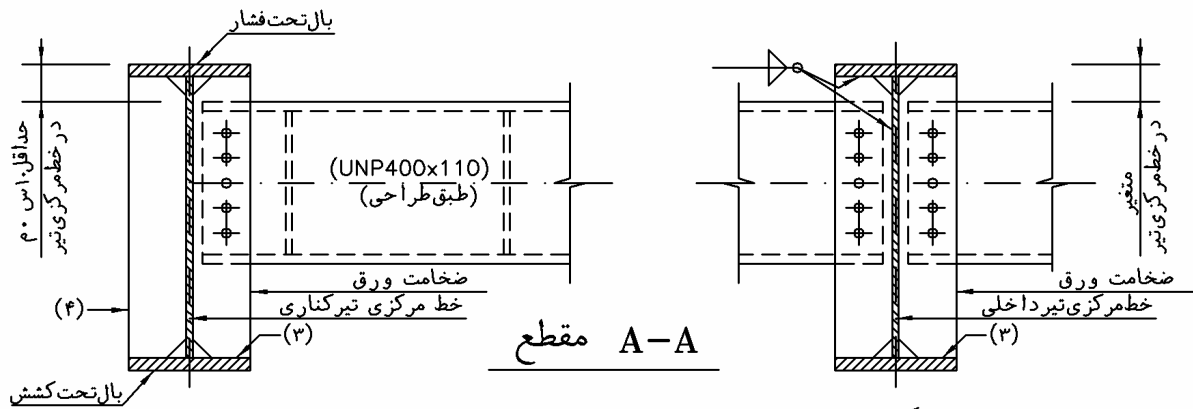 بال تحت فشار
حداقل ۱۰ س ۰م
در خط مرکزی تیر
(UNP400x110)
(طبق طراحی)
متغیر
در خط مرکزی تیر
ضخامت ورق
خط مرکزی تیر کناری
(۴)
(۳)
بال تحت کشش
مقطع A-A
ضخامت ورق
خط مرکزی تیر داخلی
(۳)